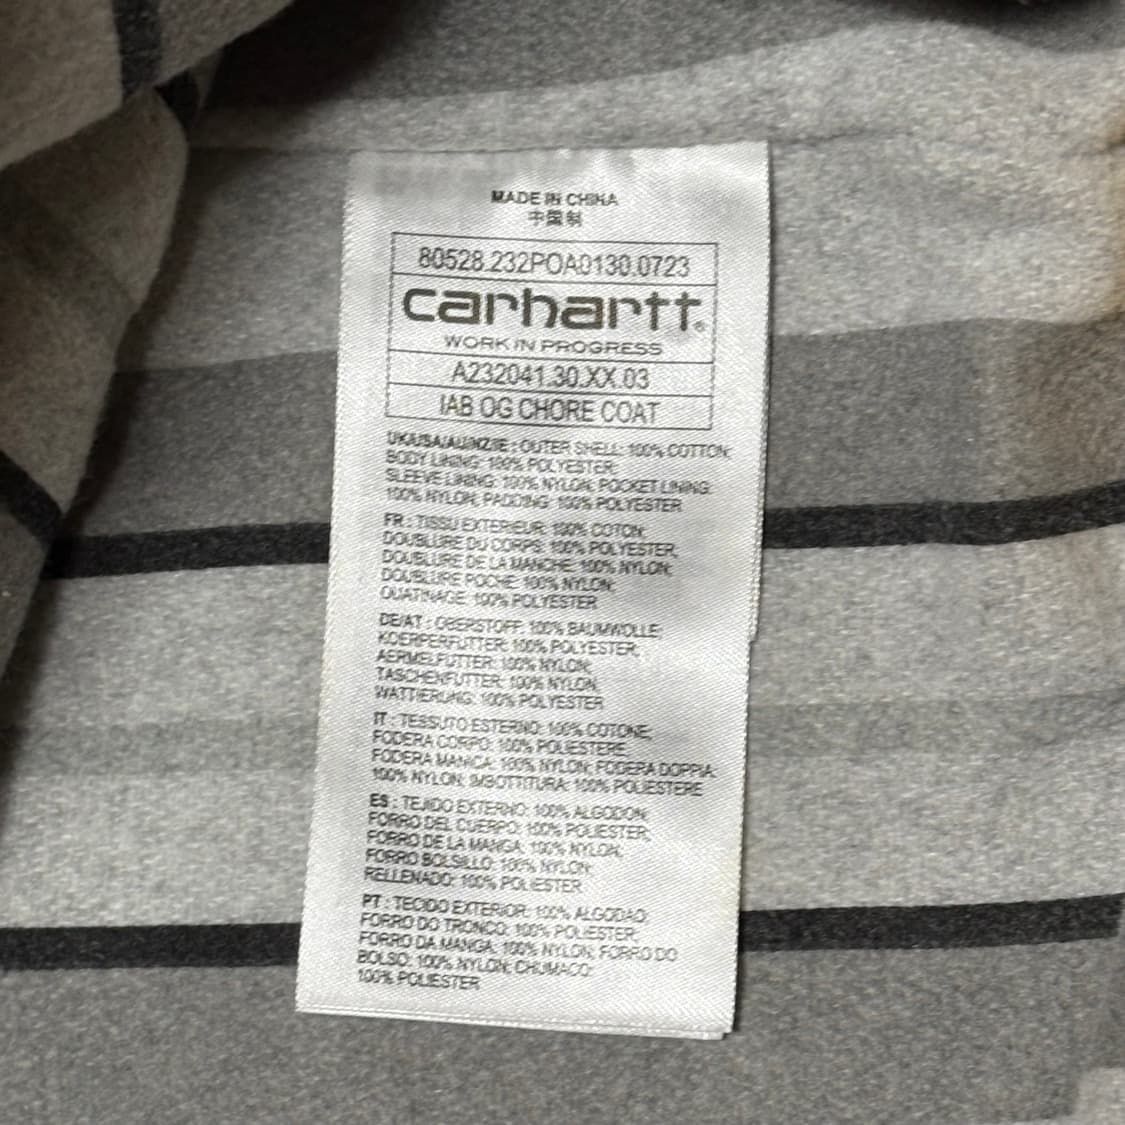 MADE IN CHINA
中国制
80528.232POA0130.0723
carhartt®
WORK IN PROGRESS
A232041.30.XX.03
IAB OG CHORE COAT
UK/USA/AU/NZ/IE : OUTER SHELL: 100% COTTON;
BODY LINING: 100% POLYESTER;
SLEEVE LINING: 100% NYLON; POCKET LINING:
100% NYLON; PADDING: 100% POLYESTER
FR : TISSU EXTERIEUR: 100% COTON;
DOUBLURE DU CORPS: 100% POLYESTER;
DOUBLURE DE LA MANCHE: 100% NYLON;
DOUBLURE POCHE: 100% NYLON;
OUATINAGE: 100% POLYESTER
DE/AT : OBERSTOFF: 100% BAUMWOLLE;
KOERPERFUTTER: 100% POLYESTER;
AERMELFUTTER: 100% NYLON;
TASCHENFUTTER: 100% NYLON;
WATTIERUNG: 100% POLYESTER
IT : TESSUTO ESTERNO: 100% COTONE;
FODERA CORPO: 100% POLIESTERE;
FODERA MANICA: 100% NYLON; FODERA DOPPIA:
100% NYLON; IMBOTTITURA: 100% POLIESTERE
ES : TEJIDO EXTERNO: 100% ALGODON;
FORRO DEL CUERPO: 100% POLIESTER;
FORRO DE LA MANGA: 100% NYLON;
FORRO BOLSILLO: 100% NYLON;
RELLENADO: 100% POLIESTER
PT : TECIDO EXTERIOR: 100% ALGODAO;
FORRO DO TRONCO: 100% POLIESTER;
FORRO DA MANGA: 100% NYLON; FORRO DO
BOLSO: 100% NYLON; CHUMACO:
100% POLIESTER